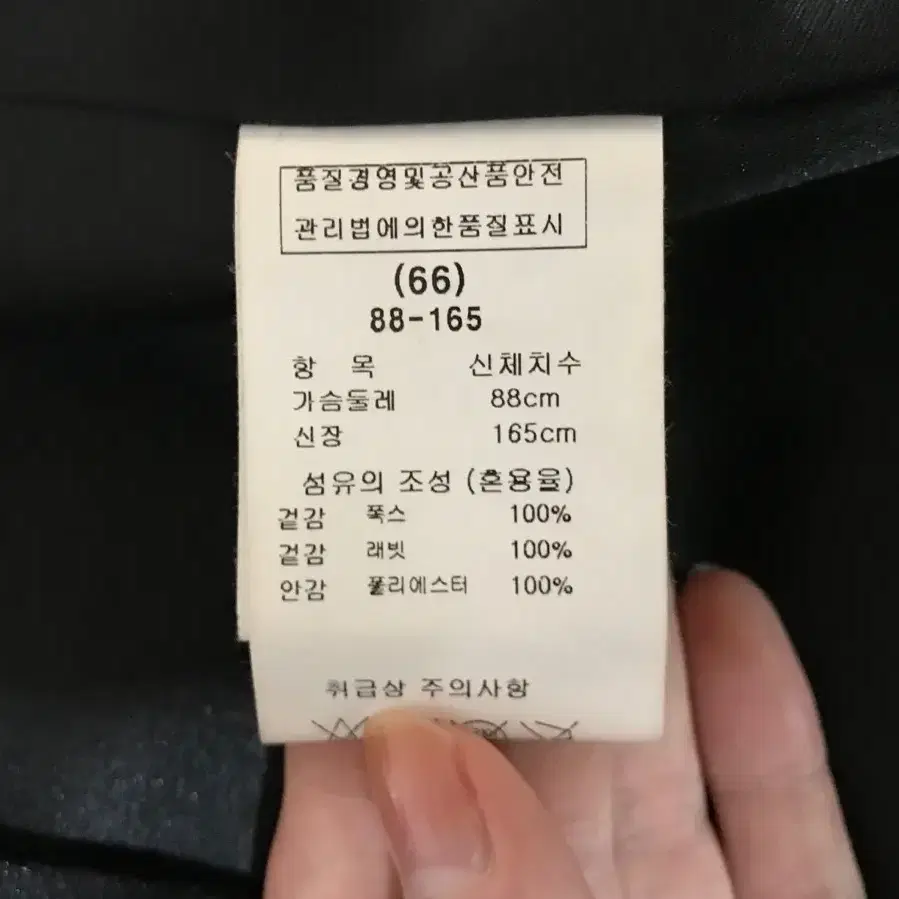 품질경영및공산품안전
관리법에의한품질표시
(66)
88-165
항 목 신체치수
가슴둘레 88cm
신장 165cm
섬유의 조성 (혼용율)
겉감 폭스 100%
겉감 래빗 100%
안감 폴리에스터 100%
취급상 주의사항